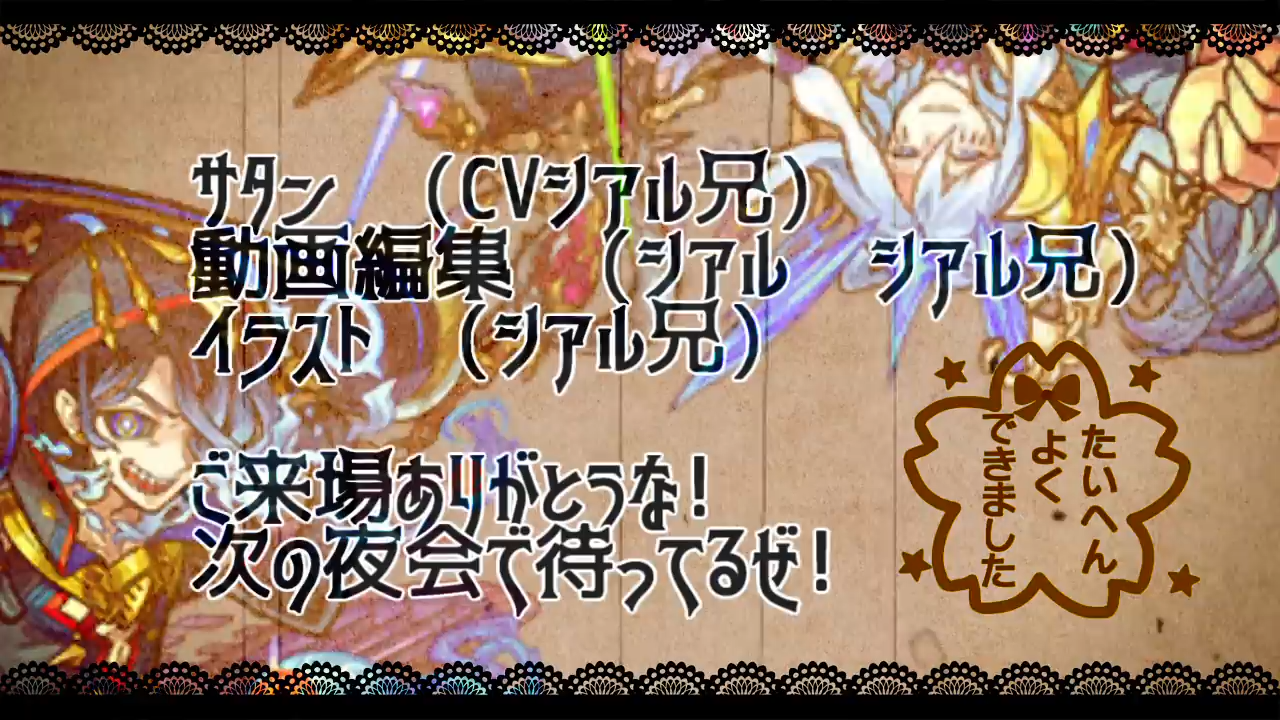 サタン　(CVシアル兄)
動画編集　(シアル　シアル兄)
イラスト　(シアル兄)
ご来場ありがとうな!
次の夜会で待ってるぜ!
たいへん
よく
できました